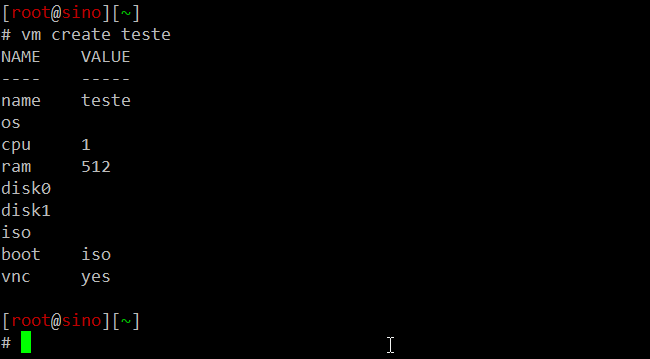 [root@sino][~]
# vm create teste
NAME    VALUE
----    -----
name    teste
os
cpu     1
ram     512
disk0
disk1
iso
boot    iso
vnc     yes
[root@sino][~]
#